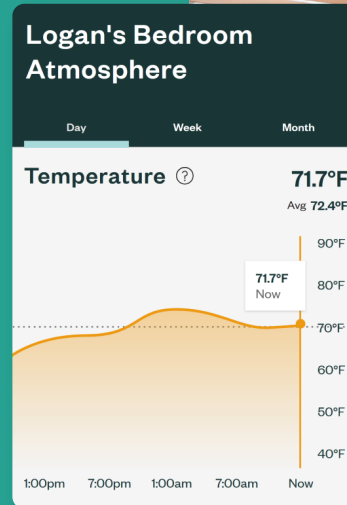 Logan's Bedroom
Atmosphere
Day Week Month
Temperature ? 71.7°F
Avg 72.4°F
90°F
71.7°F
Now
80°F
70°F
60°F
50°F
40°F
1:00pm 7:00pm 1:00am 7:00am Now